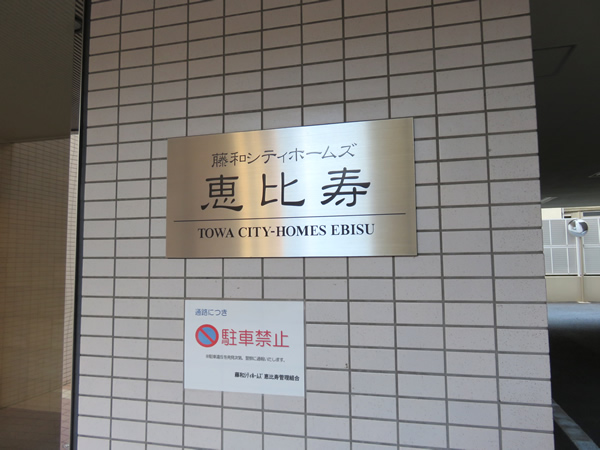 藤和シティホームズ
恵比寿
TOWA CITY-HOMES EBISU
通路につき
駐車禁止
藤和シティホームズ 恵比寿管理組合